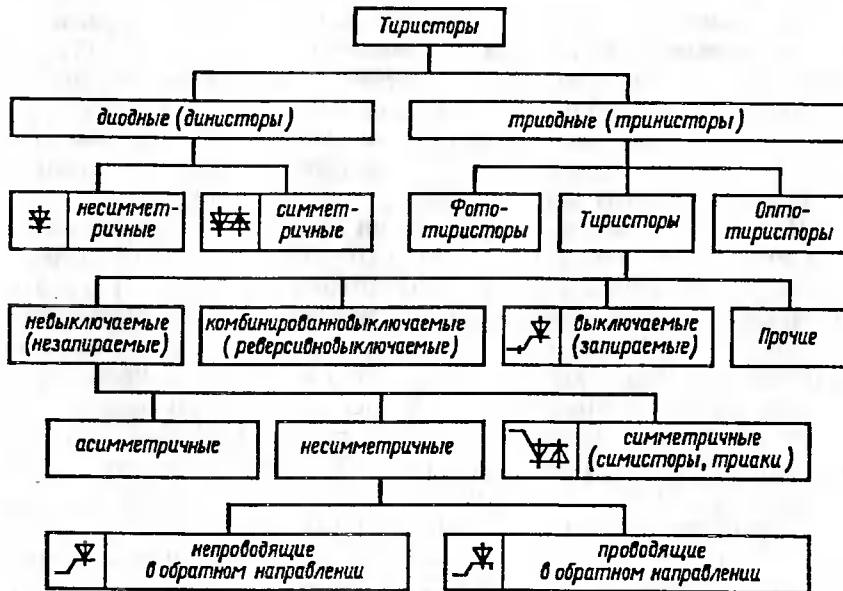 Тиристоры
диодные (динисторы)
триодные (тринисторы)
несиммет-
ричные
симмет-
ричные
Фото-
тиристоры
Тиристоры
Опто-
тиристоры
невыключаемые
(незапираемые)
комбинированновыключаемые
(реверсивновыключаемые)
выключаемые
(запираемые)
Прочие
асимметричные
несимметричные
симметричные
(симисторы, триаки)
непроводящие
в обратном направлении
проводящие
в обратном направлении